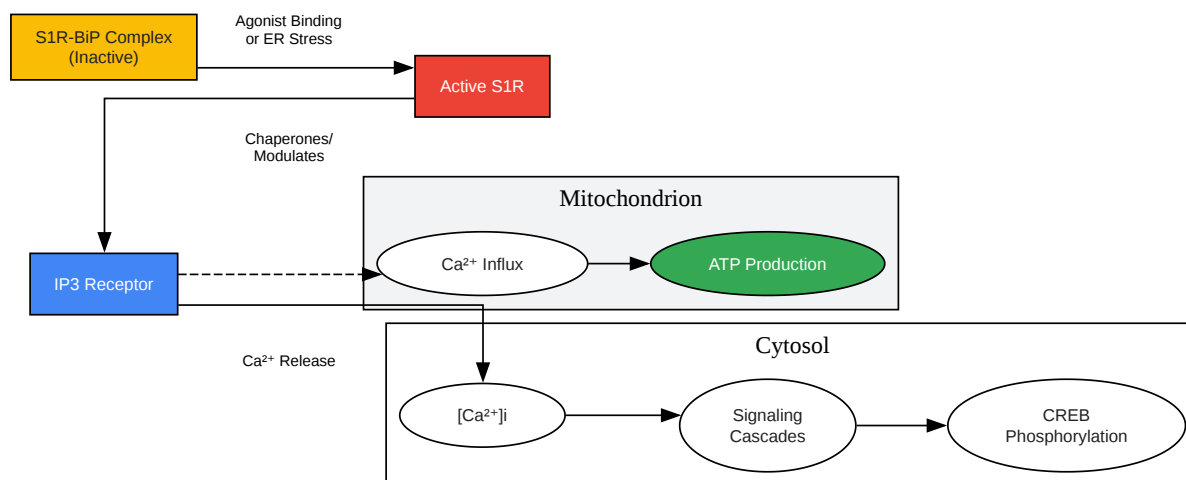 S1R-BiP Complex
(Inactive)
Agonist Binding
or ER Stress
Active S1R
Chaperones/
Modulates
Mitochondrion
IP3 Receptor
Ca²⁺ Influx
ATP Production
Cytosol
Ca²⁺ Release
[Ca²⁺]i
Signaling
Cascades
CREB
Phosphorylation